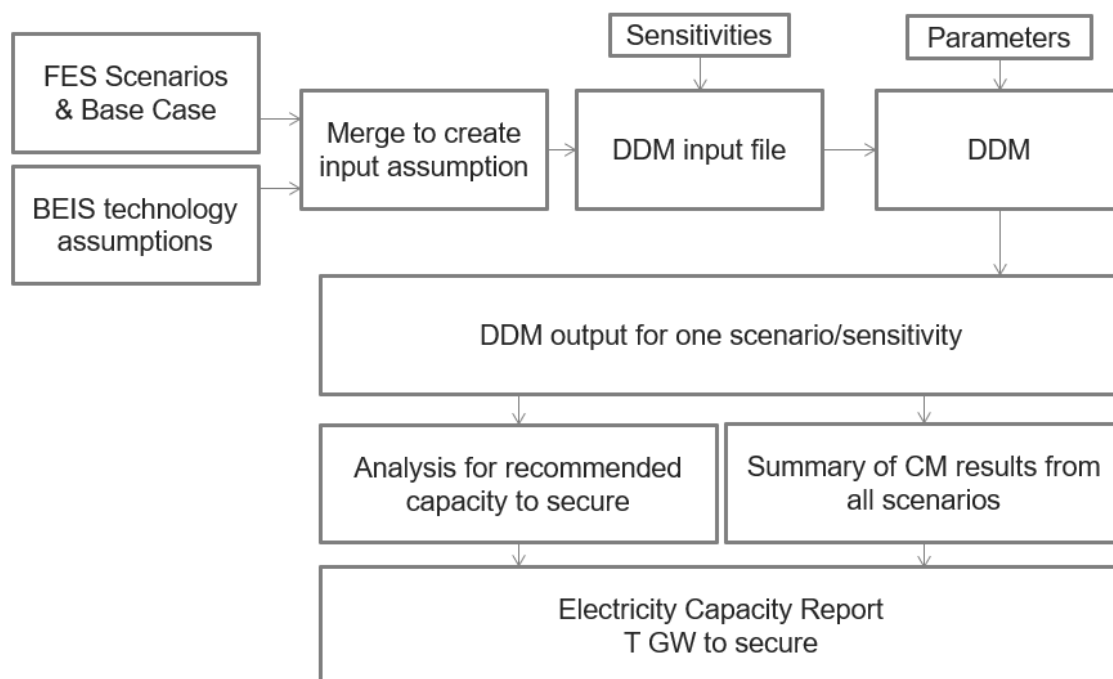 Sensitivities
Parameters
FES Scenarios
& Base Case
BEIS technology
assumptions
Merge to create
input assumption
DDM input file
DDM
DDM output for one scenario/sensitivity
Analysis for recommended
capacity to secure
Summary of CM results from
all scenarios
Electricity Capacity Report
T GW to secure